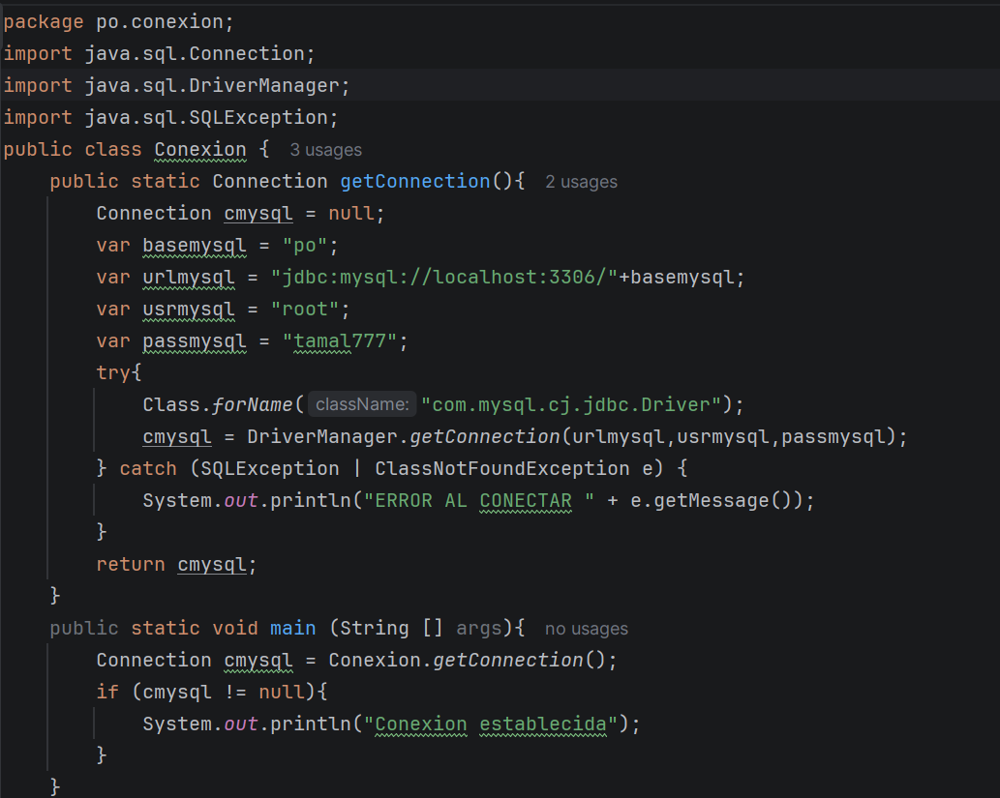 package po.conexion;
import java.sql.Connection;
import java.sql.DriverManager;
import java.sql.SQLException;
public class Conexion {  3 usages
    public static Connection getConnection(){  2 usages
        Connection cmysql = null;
        var basemysql = "po";
        var urlmysql = "jdbc:mysql://localhost:3306/"+basemysql;
        var usrmysql = "root";
        var passmysql = "tamal777";
        try{
            Class.forName( className: "com.mysql.cj.jdbc.Driver");
            cmysql = DriverManager.getConnection(urlmysql,usrmysql,passmysql);
        } catch (SQLException | ClassNotFoundException e) {
            System.out.println("ERROR AL CONECTAR " + e.getMessage());
        }
        return cmysql;
    }
    public static void main (String [] args){  no usages
        Connection cmysql = Conexion.getConnection();
        if (cmysql != null){
            System.out.println("Conexion establecida");
        }
    }